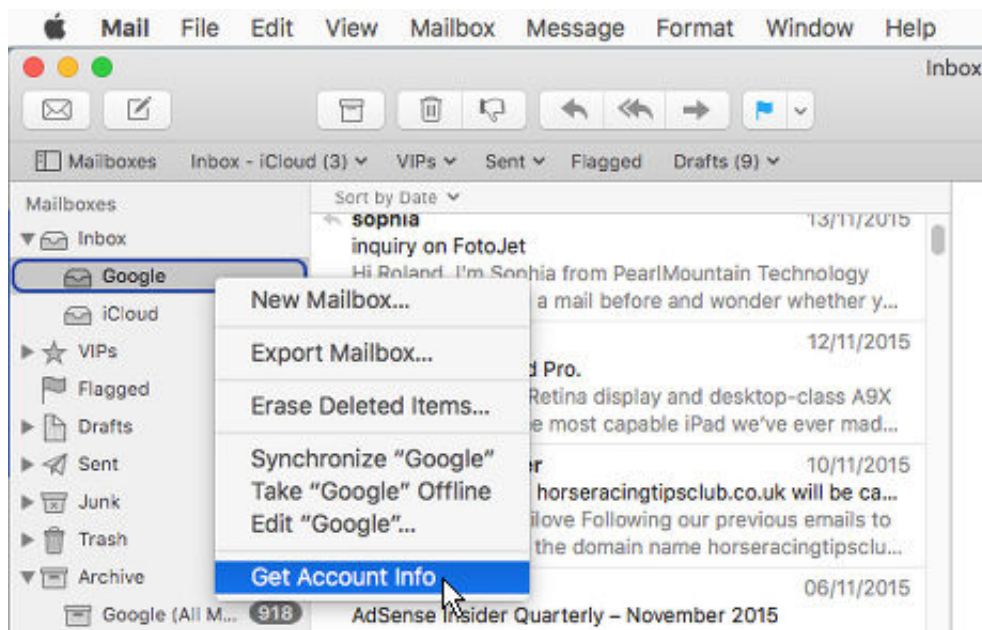 Mail File Edit View Mailbox Message Format Window Help
Inbox
Mailboxes Inbox - iCloud (3) VIPs Sent Flagged Drafts (9)
Mailboxes
Inbox
Google
iCloud
VIPs
Flagged
Drafts
Sent
Junk
Trash
Archive
Google (All M... 918
New Mailbox...
Export Mailbox...
Erase Deleted Items...
Synchronize “Google”
Take “Google” Offline
Edit “Google”...
Get Account Info
Sort by Date
sophia 13/11/2015
inquiry on FotoJet
Hi Roland, I'm Sophia from PearlMountain Technology
a mail before and wonder whether y...
12/11/2015
d Pro.
Retina display and desktop-class A9X
e most capable iPad we've ever mad...
er 10/11/2015
horseracingtipsclub.co.uk will be ca...
ilove Following our previous emails to
the domain name horseracingtipsclu...
06/11/2015
AdSense Insider Quarterly – November 2015